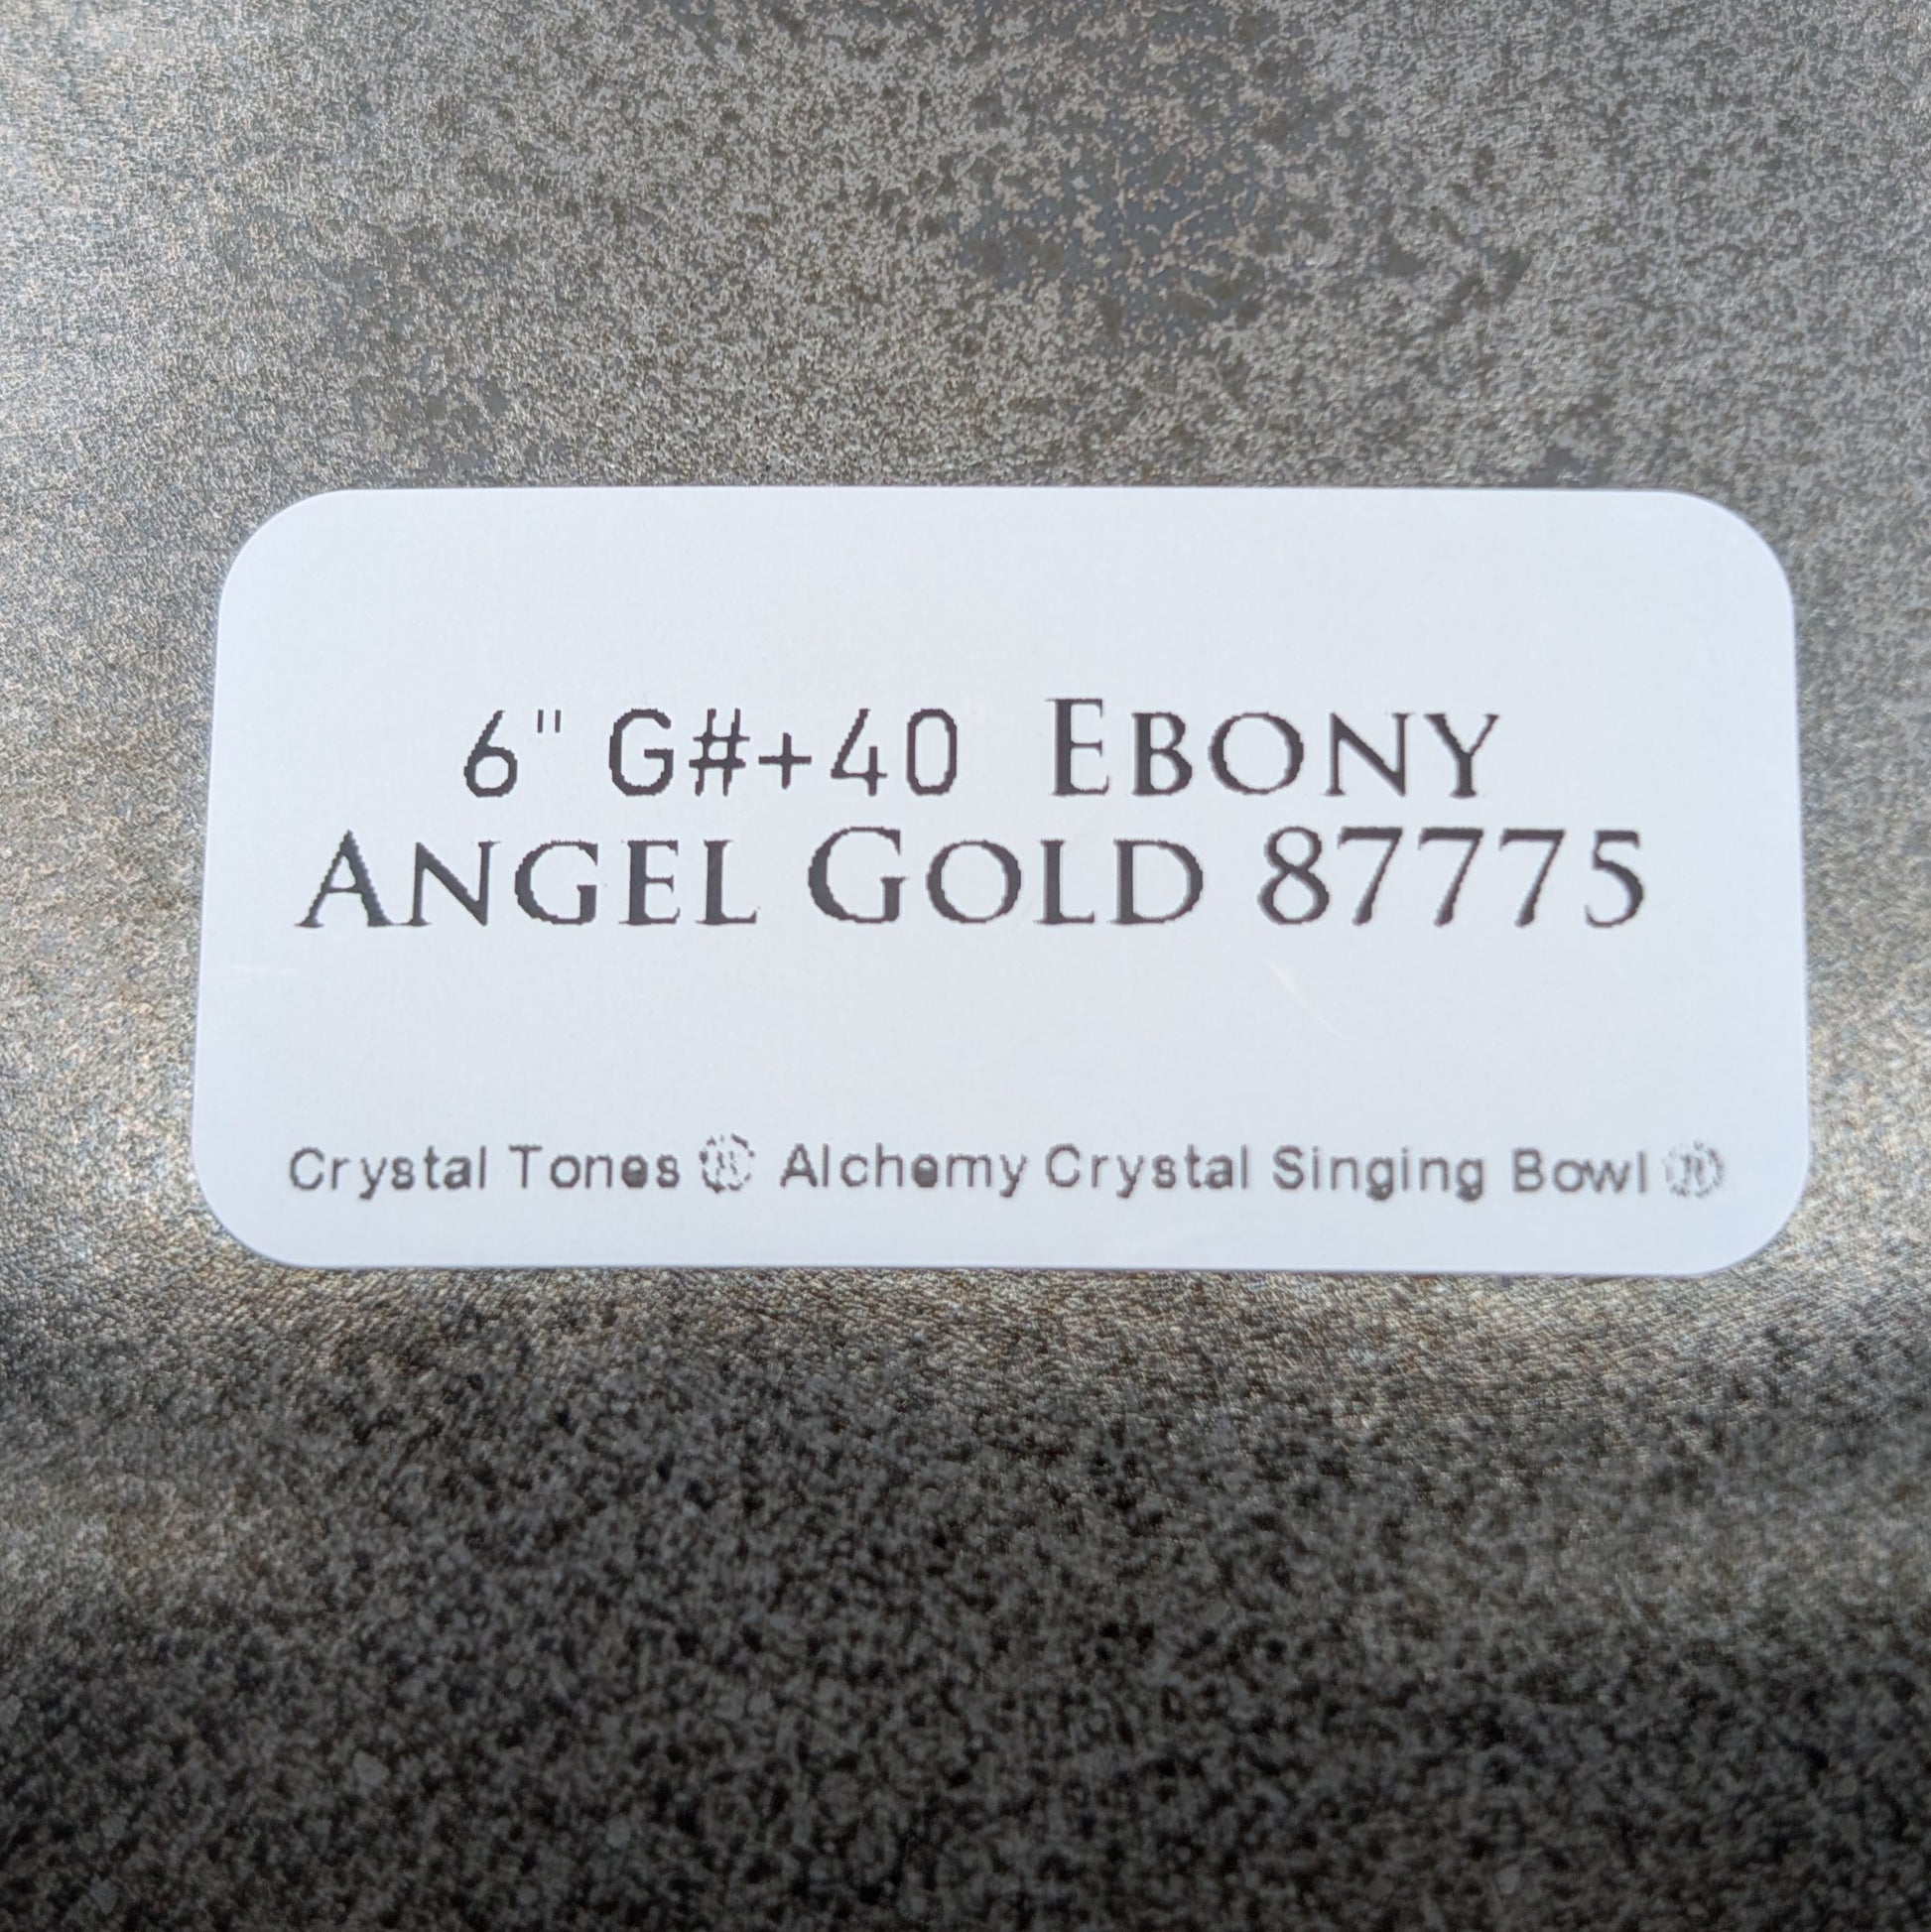 6" G#+40 EBONY
ANGEL GOLD 87775
Crystal Tones ® Alchemy Crystal Singing Bowl ®